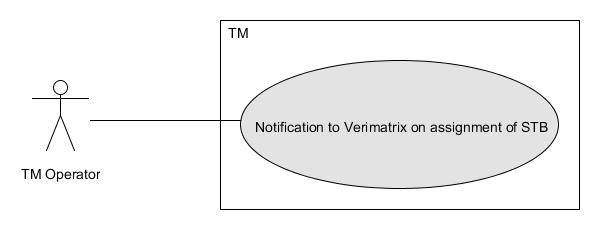 TM
Notification to Verimatrix on assignment of STB
TM Operator